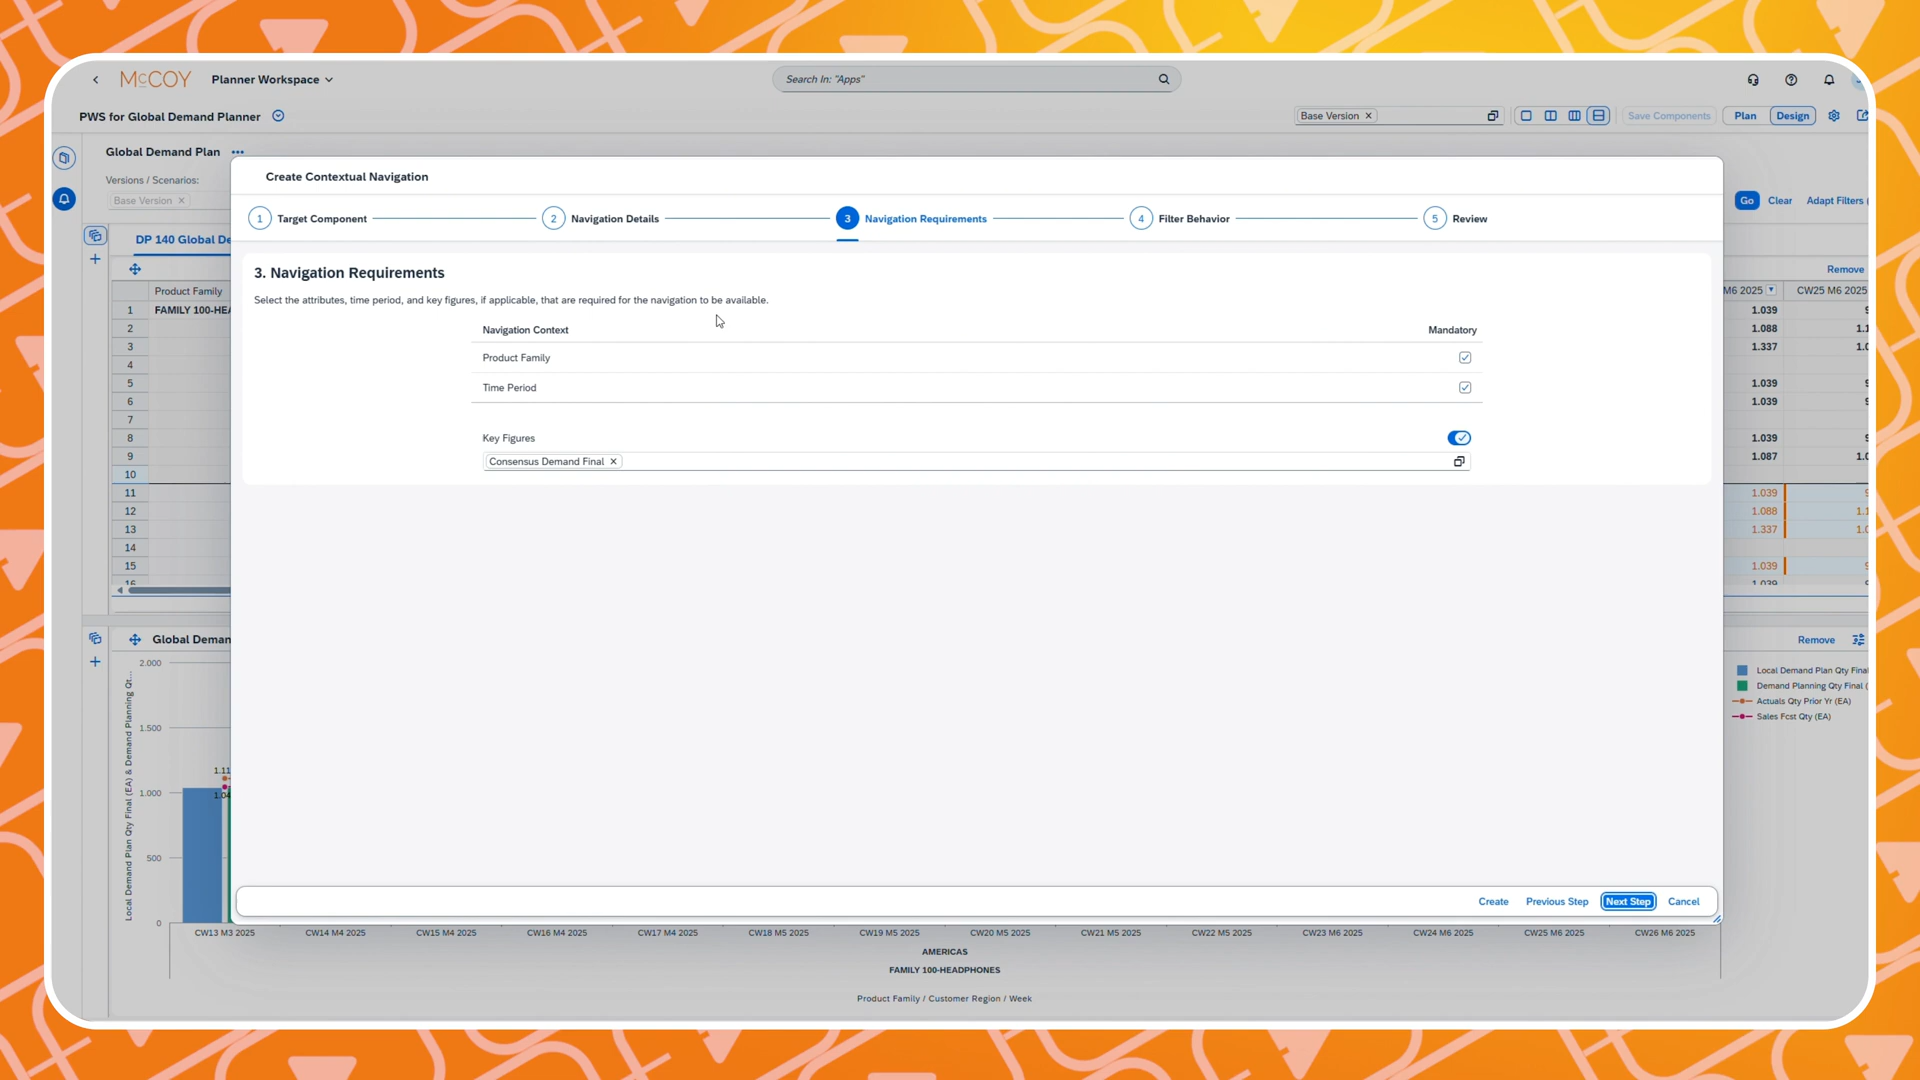 McCOY
Planner Workspace
Search In: "Apps"
PWS for Global Demand Planner
Base Version
Save Components
Plan
Design
Global Demand Plan
Versions / Scenarios:
Base Version
Go
Clear
Adapt Filters (
DP 140 Global De
Remove
Product Family
M6 2025
CW25 M6 2025
1 FAMILY 100-HEA
2
3
4
5
6
7
8
9
10
11
12
13
14
15
16
1.039
1.088
1.337
1.039
1.039
1.039
1.087
1.039
1.088
1.337
1.039
1.039
Create Contextual Navigation
1 Target Component
2 Navigation Details
3 Navigation Requirements
4 Filter Behavior
5 Review
3. Navigation Requirements
Select the attributes, time period, and key figures, if applicable, that are required for the navigation to be available.
Navigation Context
Mandatory
Product Family
Time Period
Key Figures
Consensus Demand Final
Create
Previous Step
Next Step
Cancel
Global Deman
Remove
Local Demand Plan Qty Final (EA) & Demand Planning Qt...
2.000
1.500
1.000
500
0
1.11
1.04
Local Demand Plan Qty Final
Demand Planning Qty Final (
Actuals Qty Prior Yr (EA)
Sales Fcst Qty (EA)
CW13 M3 2025
CW14 M4 2025
CW15 M4 2025
CW16 M4 2025
CW17 M4 2025
CW18 M5 2025
CW19 M5 2025
CW20 M5 2025
CW21 M5 2025
CW22 M5 2025
CW23 M6 2025
CW24 M6 2025
CW25 M6 2025
CW26 M6 2025
AMERICAS
FAMILY 100-HEADPHONES
Product Family / Customer Region / Week